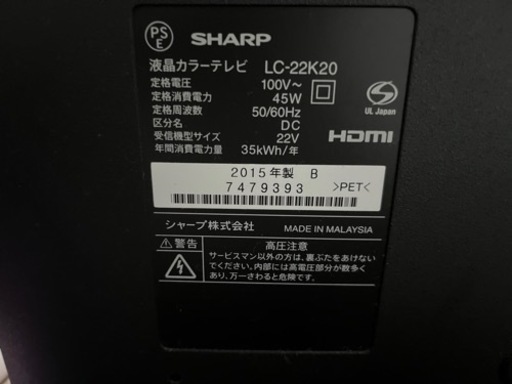 PS
E
SHARP
液晶カラーテレビ LC-22K20
定格電圧 100V～
定格消費電力 45W
定格周波数 50/60Hz
区分名 DC
受信機型サイズ 22V
年間消費電力量 35kWh/年
S
UL Japan
HDMI
2015年製 B
7479393
>PET<
シャープ株式会社 MADE IN MALAYSIA
⚠警告 高圧注意
サービスマン以外の方は、裏ぶたをあけない
でください。内部には高電圧部分が数多く
あり、万一さわると危険です。